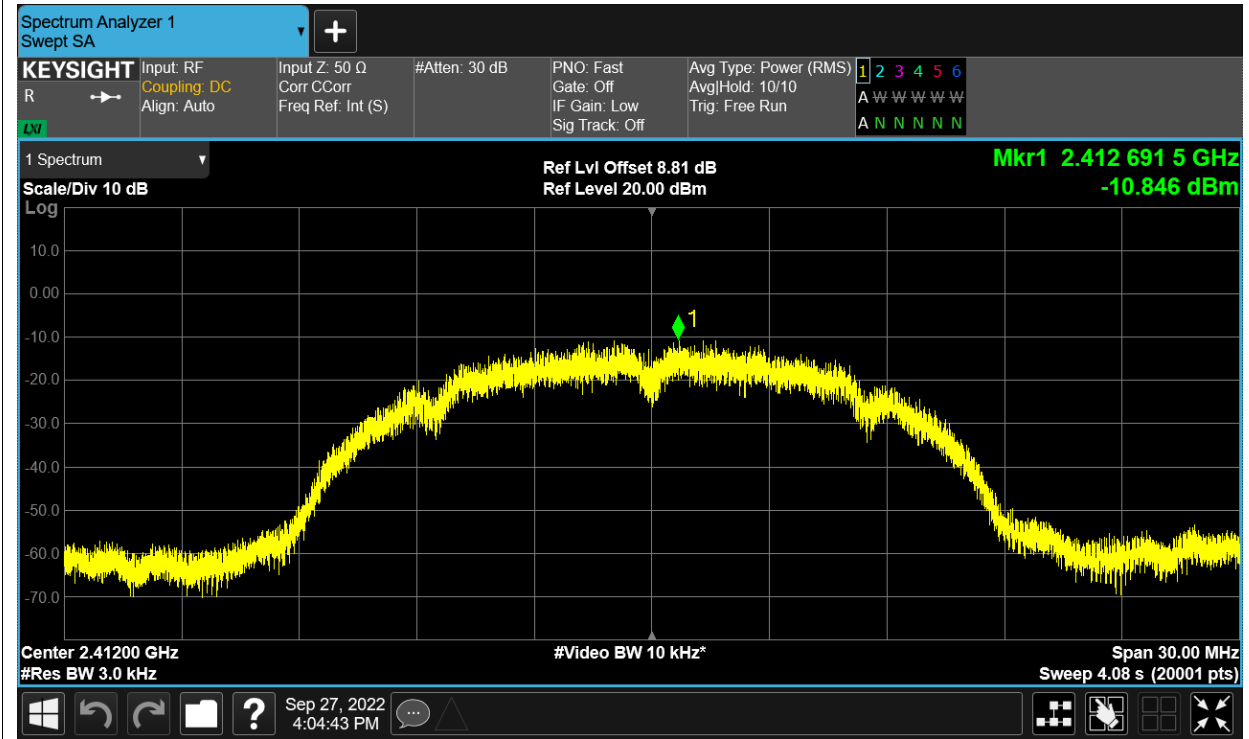 Spectrum Analyzer 1
Swept SA
▼
+
KEYSIGHT
R
LXI
Input: RF
Coupling: DC
Align: Auto
Input Z: 50 Ω
Corr CCorr
Freq Ref: Int (S)
#Atten: 30 dB
PNO: Fast
Gate: Off
IF Gain: Low
Sig Track: Off
Avg Type: Power (RMS)
Avg|Hold: 10/10
Trig: Free Run
1 2 3 4 5 6
A W W W W W
A N N N N N
1 Spectrum
▼
Scale/Div 10 dB
Log
Ref Lvl Offset 8.81 dB
Ref Level 20.00 dBm
Mkr1 2.412 691 5 GHz
-10.846 dBm
10.0
0.00
-10.0
-20.0
-30.0
-40.0
-50.0
-60.0
-70.0
1
Center 2.41200 GHz
#Res BW 3.0 kHz
#Video BW 10 kHz*
Span 30.00 MHz
Sweep 4.08 s (20001 pts)
?
Sep 27, 2022
4:04:43 PM